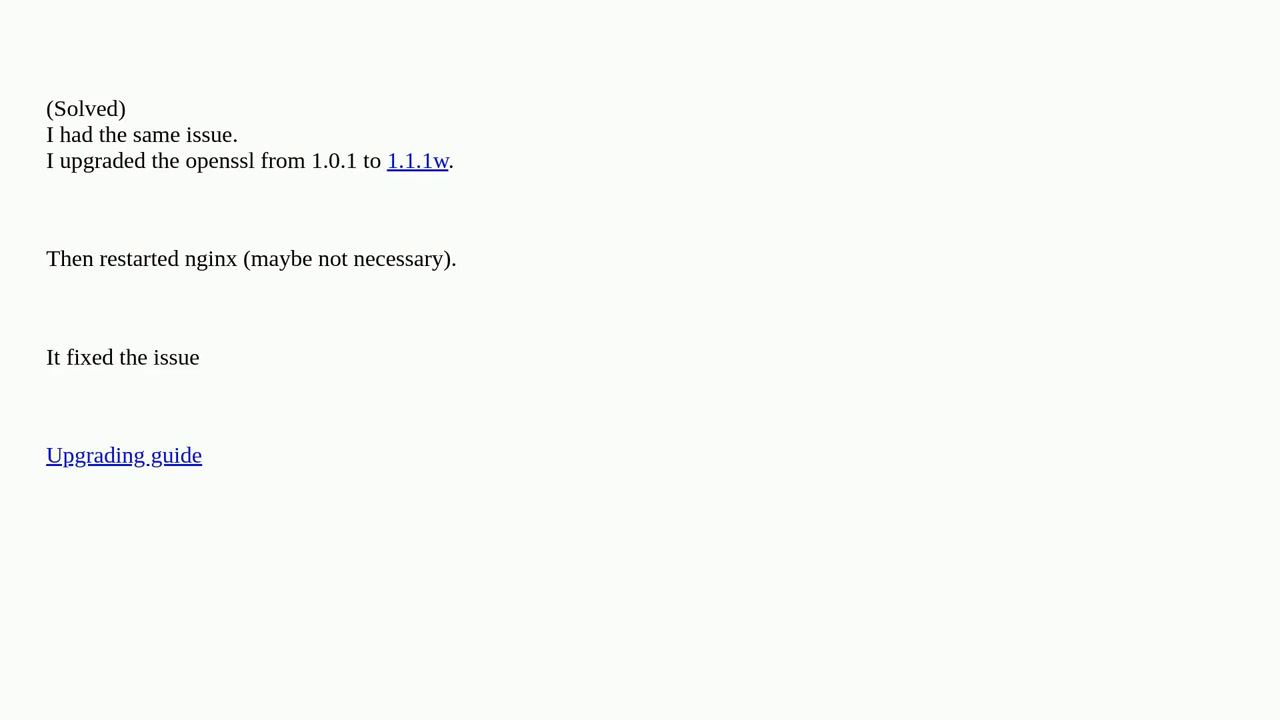 (Solved)
I had the same issue.
I upgraded the openssl from 1.0.1 to 1.1.1w.
Then restarted nginx (maybe not necessary).
It fixed the issue
Upgrading guide